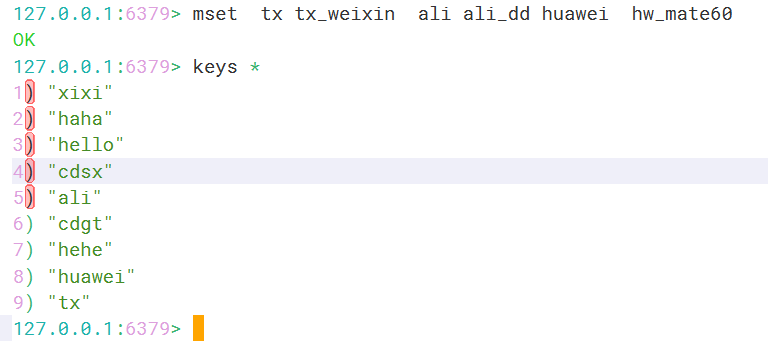 127.0.0.1:6379> mset  tx tx_weixin  ali ali_dd huawei  hw_mate60
OK
127.0.0.1:6379> keys *
1) "xixi"
2) "haha"
3) "hello"
4) "cdsx"
5) "ali"
6) "cdgt"
7) "hehe"
8) "huawei"
9) "tx"
127.0.0.1:6379>